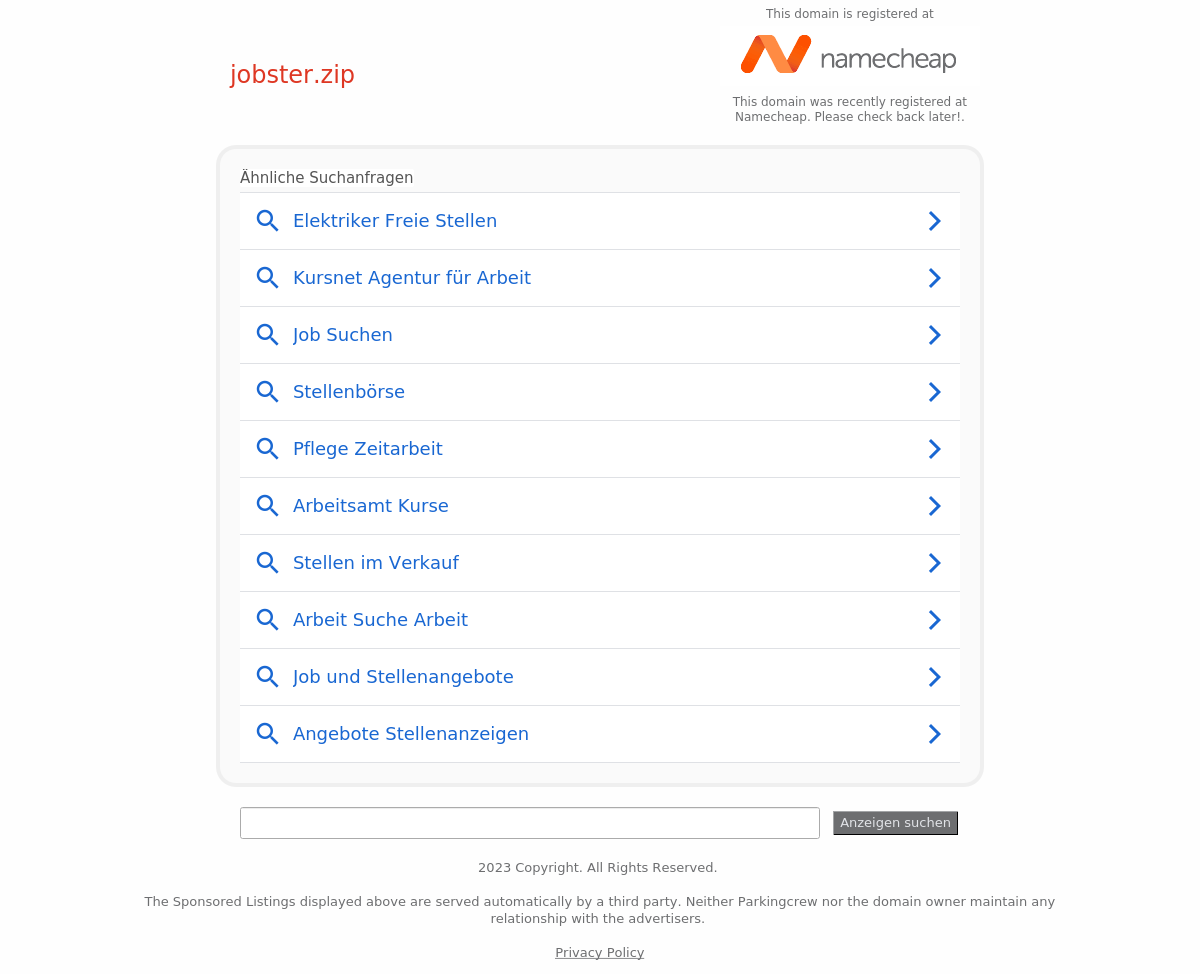 This domain is registered at
namecheap
jobster.zip
This domain was recently registered at
Namecheap. Please check back later!.
Ähnliche Suchanfragen
Elektriker Freie Stellen
Kursnet Agentur für Arbeit
Job Suchen
Stellenbörse
Pflege Zeitarbeit
Arbeitsamt Kurse
Stellen im Verkauf
Arbeit Suche Arbeit
Job und Stellenangebote
Angebote Stellenanzeigen
Anzeigen suchen
2023 Copyright. All Rights Reserved.
The Sponsored Listings displayed above are served automatically by a third party. Neither Parkingcrew nor the domain owner maintain any
relationship with the advertisers.
Privacy Policy